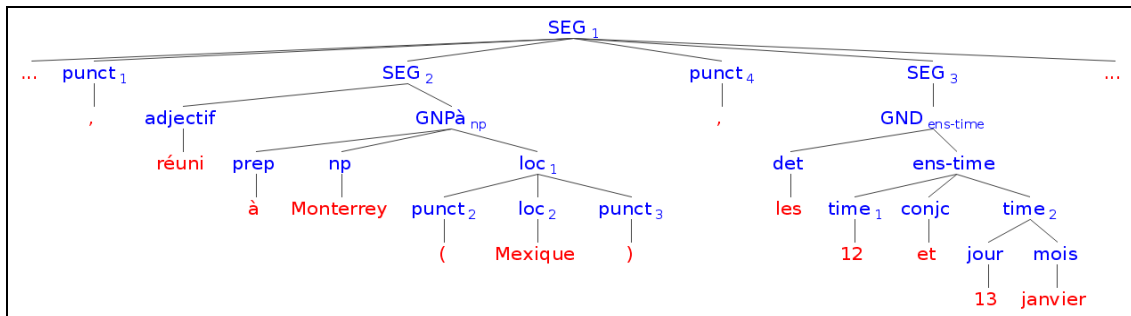 SEG 1
... punct 1 SEG 2 punct 4 SEG 3 ...
, adjectif GNPà np , GND ens-time
réuni prep np loc 1 det ens-time
à Monterrey punct 2 loc 2 punct 3 les time 1 conjc time 2
( Mexique ) 12 et jour mois
13 janvier